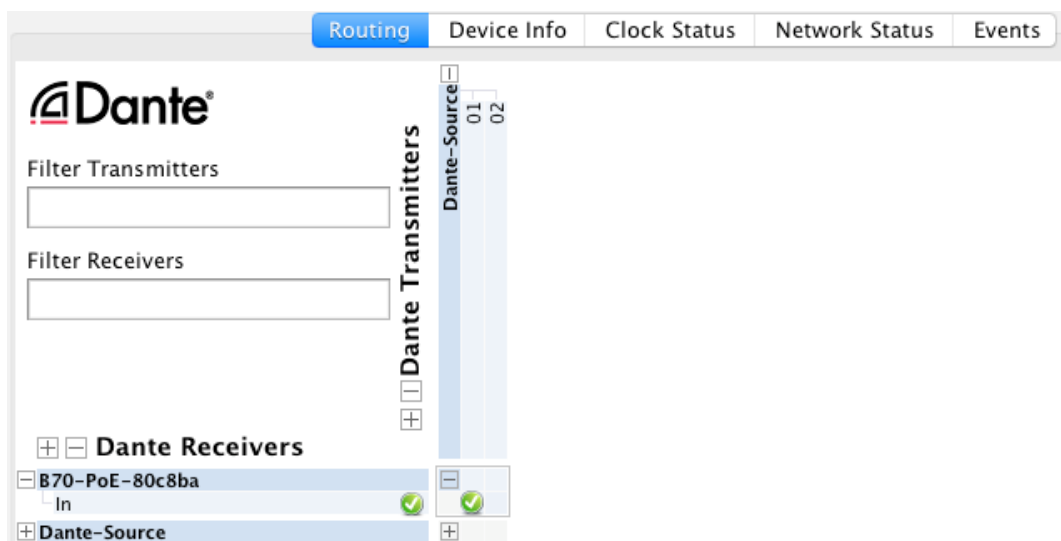 Routing Device Info Clock Status Network Status Events
Dante®
Filter Transmitters
Filter Receivers
Dante Transmitters
Dante-Source
01
02
Dante Receivers
B70-PoE-80c8ba
In
Dante-Source